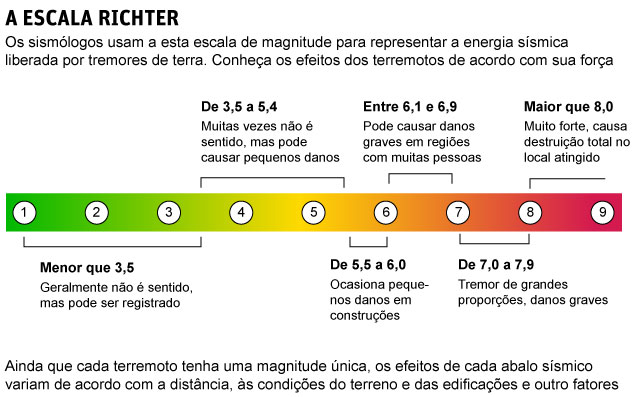 A ESCALA RICHTER
Os sismólogos usam a esta escala de magnitude para representar a energia sísmica
liberada por tremores de terra. Conheça os efeitos dos terremotos de acordo com sua força
De 3,5 a 5,4
Muitas vezes não é
sentido, mas pode
causar pequenos danos
Entre 6,1 e 6,9
Pode causar danos
graves em regiões
com muitas pessoas
Maior que 8,0
Muito forte, causa
destruição total no
local atingido
1 2 3 4 5 6 7 8 9
Menor que 3,5
Geralmente não é sentido,
mas pode ser registrado
De 5,5 a 6,0
Ocasiona peque-
nos danos em
construções
De 7,0 a 7,9
Tremor de grandes
proporções, danos graves
Ainda que cada terremoto tenha uma magnitude única, os efeitos de cada abalo sísmico
variam de acordo com a distância, às condições do terreno e das edificações e outro fatores